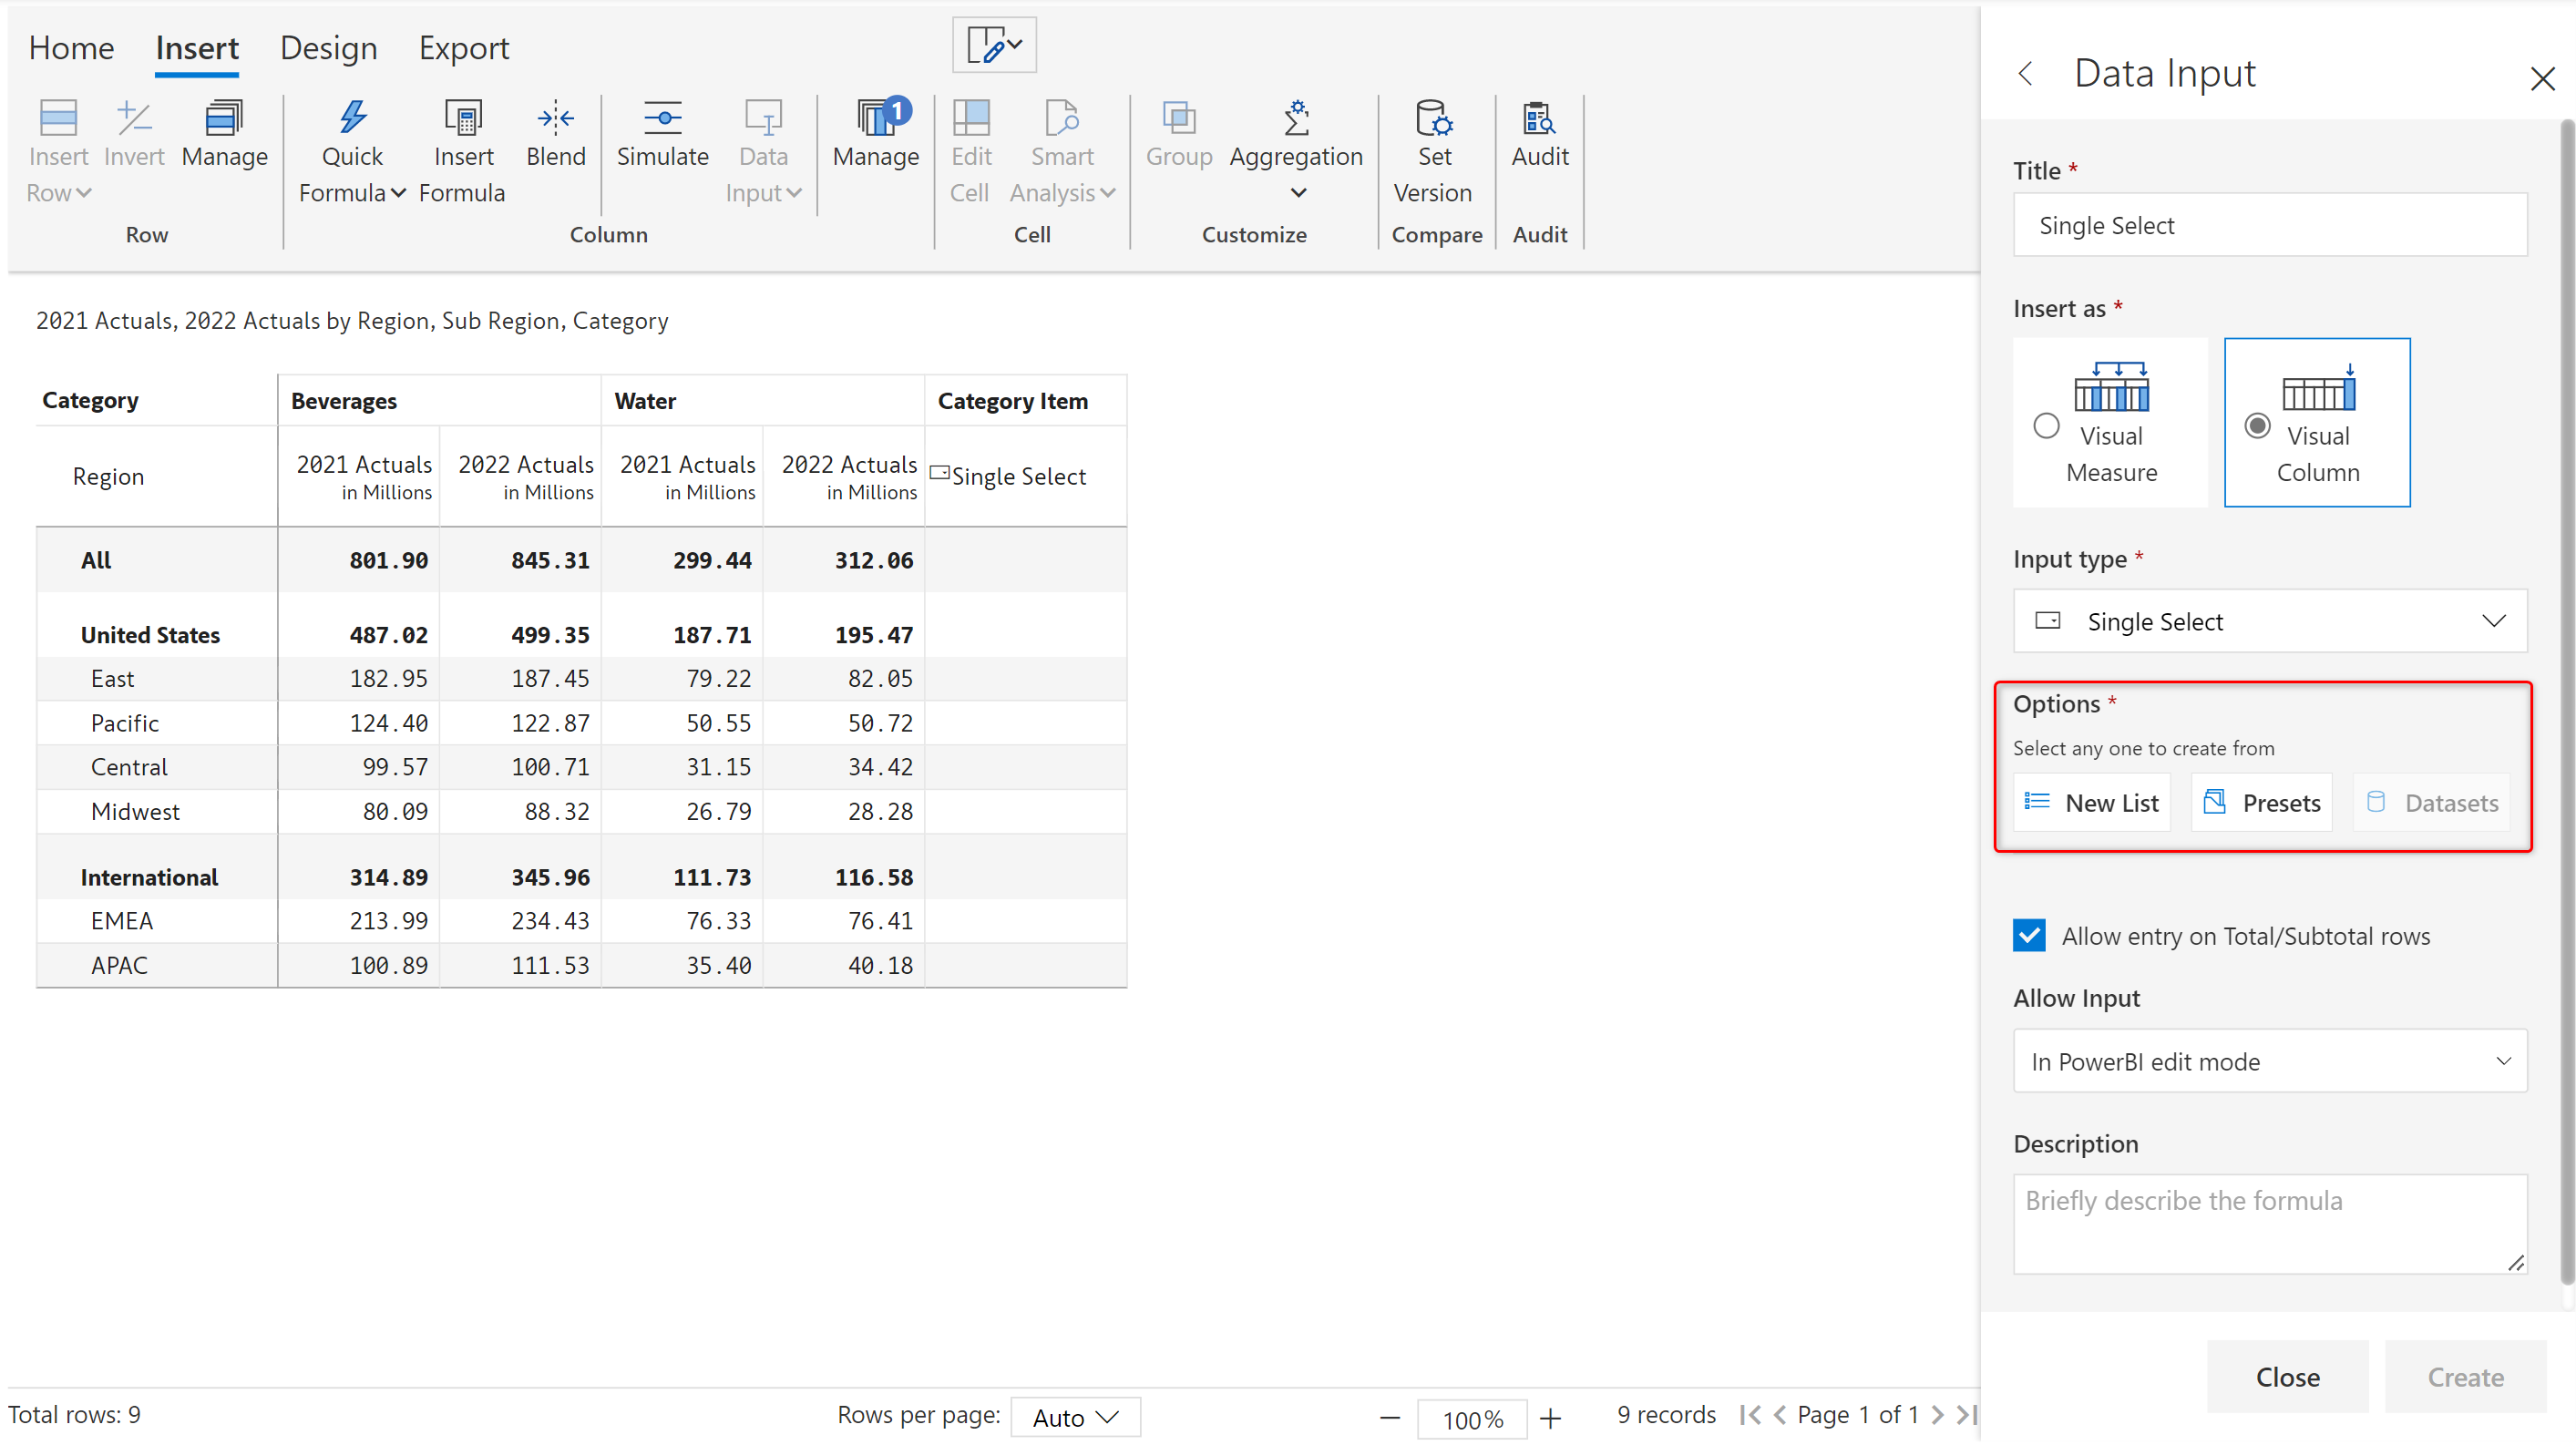 Home Insert Design Export
Insert Row Invert Manage
Row
Quick Formula Insert Formula Blend Simulate Data Input Manage 1
Column
Edit Cell Smart Analysis
Cell
Group Aggregation
Customize
Set Version
Compare
Audit
Audit
2021 Actuals, 2022 Actuals by Region, Sub Region, Category
Category Beverages Water Category Item
Region 2021 Actuals in Millions 2022 Actuals in Millions 2021 Actuals in Millions 2022 Actuals in Millions Single Select
All 801.90 845.31 299.44 312.06
United States 487.02 499.35 187.71 195.47
East 182.95 187.45 79.22 82.05
Pacific 124.40 122.87 50.55 50.72
Central 99.57 100.71 31.15 34.42
Midwest 80.09 88.32 26.79 28.28
International 314.89 345.96 111.73 116.58
EMEA 213.99 234.43 76.33 76.41
APAC 100.89 111.53 35.40 40.18
Total rows: 9 Rows per page: Auto 100% 9 records Page 1 of 1
Data Input
Title *
Single Select
Insert as *
Visual Measure
Visual Column
Input type *
Single Select
Options *
Select any one to create from
New List Presets Datasets
Allow entry on Total/Subtotal rows
Allow Input
In PowerBI edit mode
Description
Briefly describe the formula
Close Create